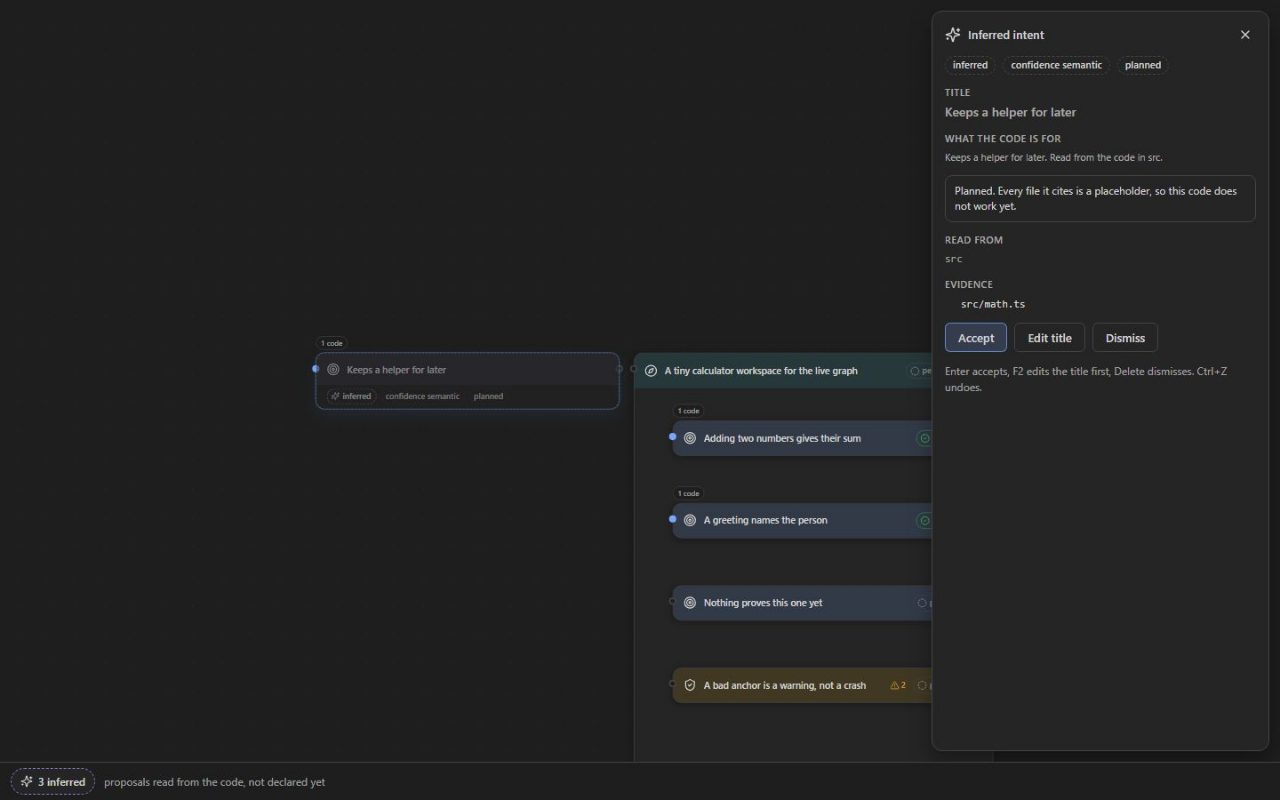 Inferred intent
inferred
confidence semantic
planned
TITLE
Keeps a helper for later
WHAT THE CODE IS FOR
Keeps a helper for later. Read from the code in src.
Planned. Every file it cites is a placeholder, so this code does
not work yet.
READ FROM
src
EVIDENCE
src/math.ts
Accept
Edit title
Dismiss
Enter accepts, F2 edits the title first, Delete dismisses. Ctrl+Z
undoes.
1 code
Keeps a helper for later
inferred
confidence semantic
planned
A tiny calculator workspace for the live graph
1 code
Adding two numbers gives their sum
1 code
A greeting names the person
Nothing proves this one yet
A bad anchor is a warning, not a crash
2
3 inferred
proposals read from the code, not declared yet